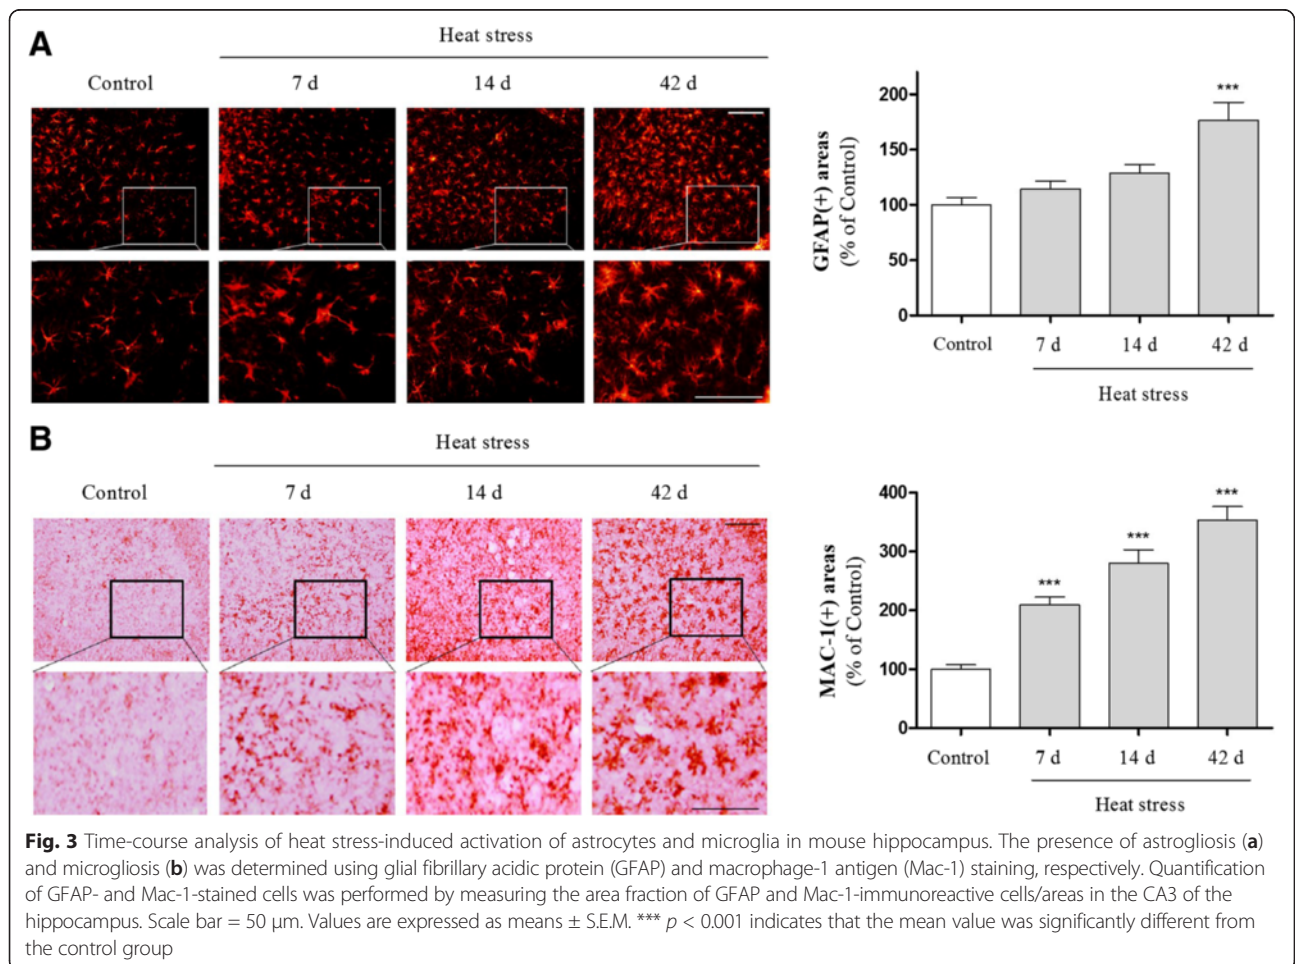 A
Heat stress
Control 7 d 14 d 42 d
GFAP(+) areas
(% of Control)
200
150
100
50
0
***
Control 7 d 14 d 42 d
Heat stress
B
Heat stress
Control 7 d 14 d 42 d
MAC-1(+) areas
(% of Control)
400
300
200
100
0
*** *** ***
Control 7 d 14 d 42 d
Heat stress
Fig. 3 Time-course analysis of heat stress-induced activation of astrocytes and microglia in mouse hippocampus. The presence of astrogliosis (a)
and microgliosis (b) was determined using glial fibrillary acidic protein (GFAP) and macrophage-1 antigen (Mac-1) staining, respectively. Quantification
of GFAP- and Mac-1-stained cells was performed by measuring the area fraction of GFAP and Mac-1-immunoreactive cells/areas in the CA3 of the
hippocampus. Scale bar = 50 μm. Values are expressed as means ± S.E.M. *** p < 0.001 indicates that the mean value was significantly different from
the control group